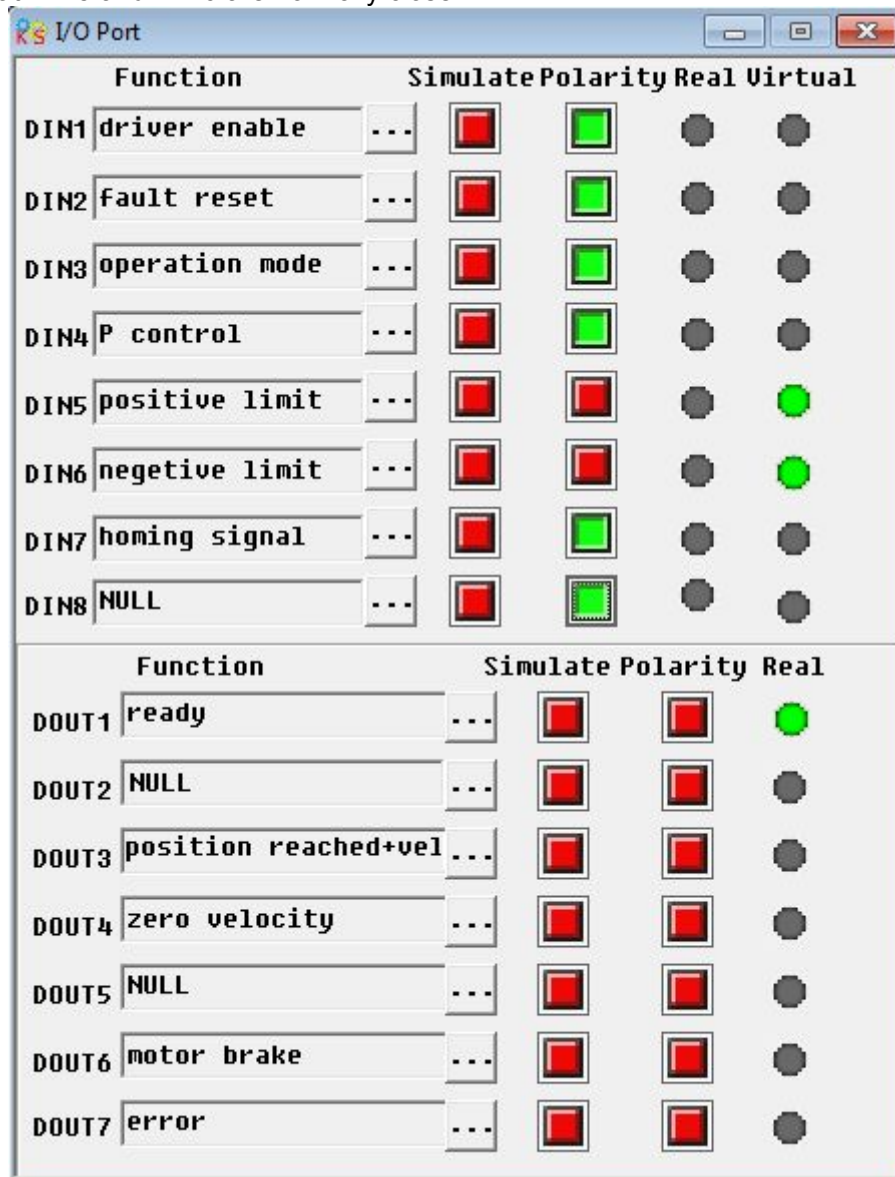 I/O Port
Function Simulate Polarity Real Virtual
DIN1 driver enable ...
DIN2 fault reset ...
DIN3 operation mode ...
DIN4 P control ...
DIN5 positive limit ...
DIN6 negetive limit ...
DIN7 homing signal ...
DIN8 NULL ...
Function Simulate Polarity Real
DOUT1 ready ...
DOUT2 NULL ...
DOUT3 position reached+vel ...
DOUT4 zero velocity ...
DOUT5 NULL ...
DOUT6 motor brake ...
DOUT7 error ...